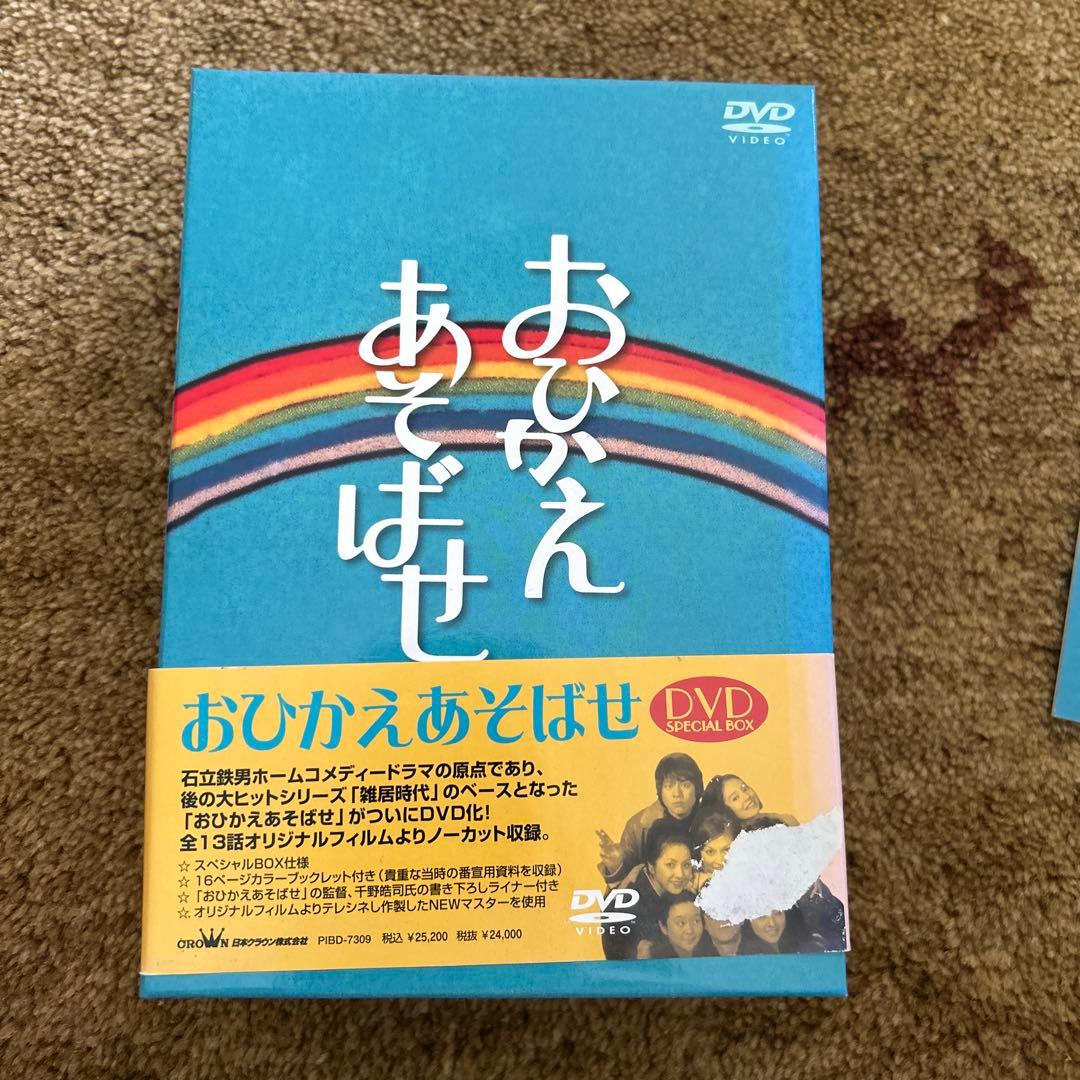 DVD
VIDEO
おひかえ
あそばせ
おひかえあそばせ
DVD
SPECIAL BOX
石立鉄男ホームコメディードラマの原点であり、
後の大ヒットシリーズ「雑居時代」のベースとなった
「おひかえあそばせ」がついにDVD化!
全13話オリジナルフィルムよりノーカット収録。
☆ スペシャルBOX仕様
☆ 16ページカラーブックレット付き(貴重な当時の番宣用資料を収録)
☆ 「おひかえあそばせ」の監督、千野皓司氏の書き下ろしライナー付き
☆ オリジナルフィルムよりテレシネし作製したNEWマスターを使用
DVD
VIDEO
CROWN 日本クラウン株式会社 PIBD-7309 税込 ¥25,200 税抜 ¥24,000